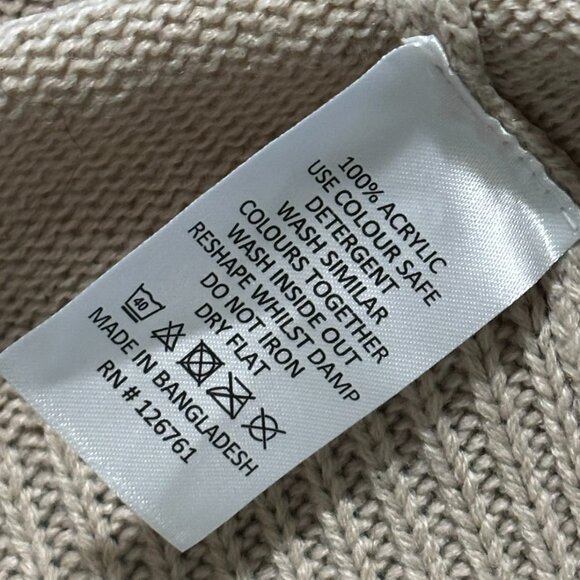 100% ACRYLIC
USE COLOUR SAFE
DETERGENT
WASH SIMILAR
COLOURS TOGETHER
WASH INSIDE OUT
RESHAPE WHILST DAMP
DO NOT IRON
DRY FLAT
40
MADE IN BANGLADESH
RN # 126761